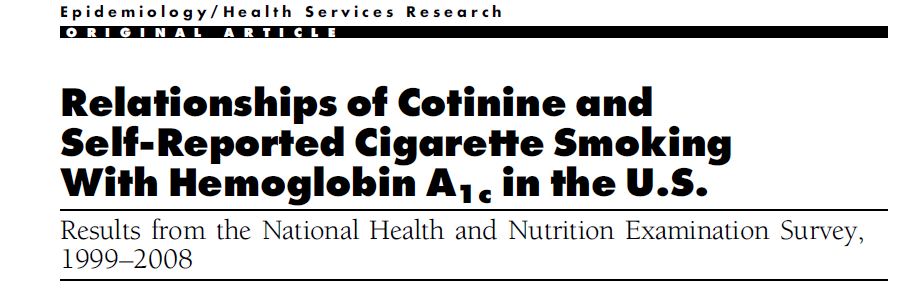 Epidemiology/Health Services Research
ORIGINAL ARTICLE
Relationships of Cotinine and
Self-Reported Cigarette Smoking
With Hemoglobin A1c in the U.S.
Results from the National Health and Nutrition Examination Survey,
1999–2008